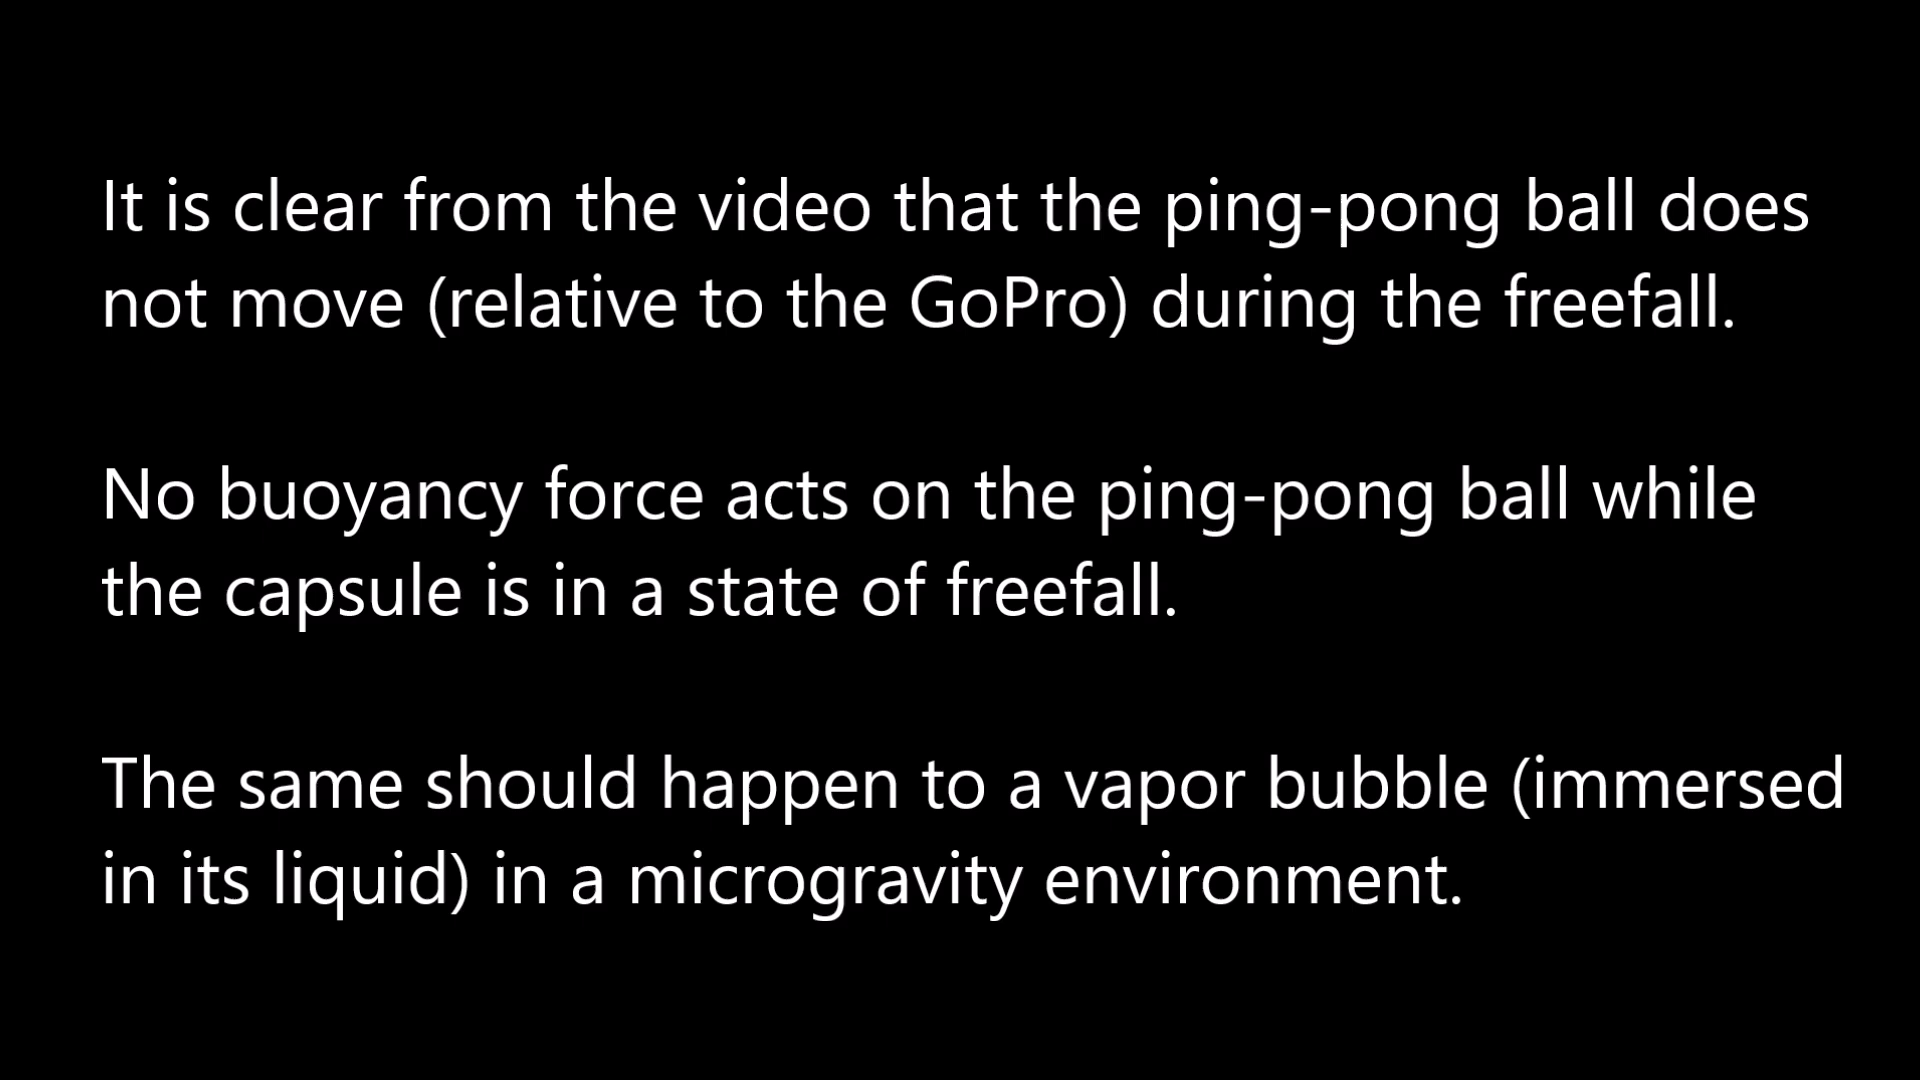 It is clear from the video that the ping-pong ball does
not move (relative to the GoPro) during the freefall.
No buoyancy force acts on the ping-pong ball while
the capsule is in a state of freefall.
The same should happen to a vapor bubble (immersed
in its liquid) in a microgravity environment.